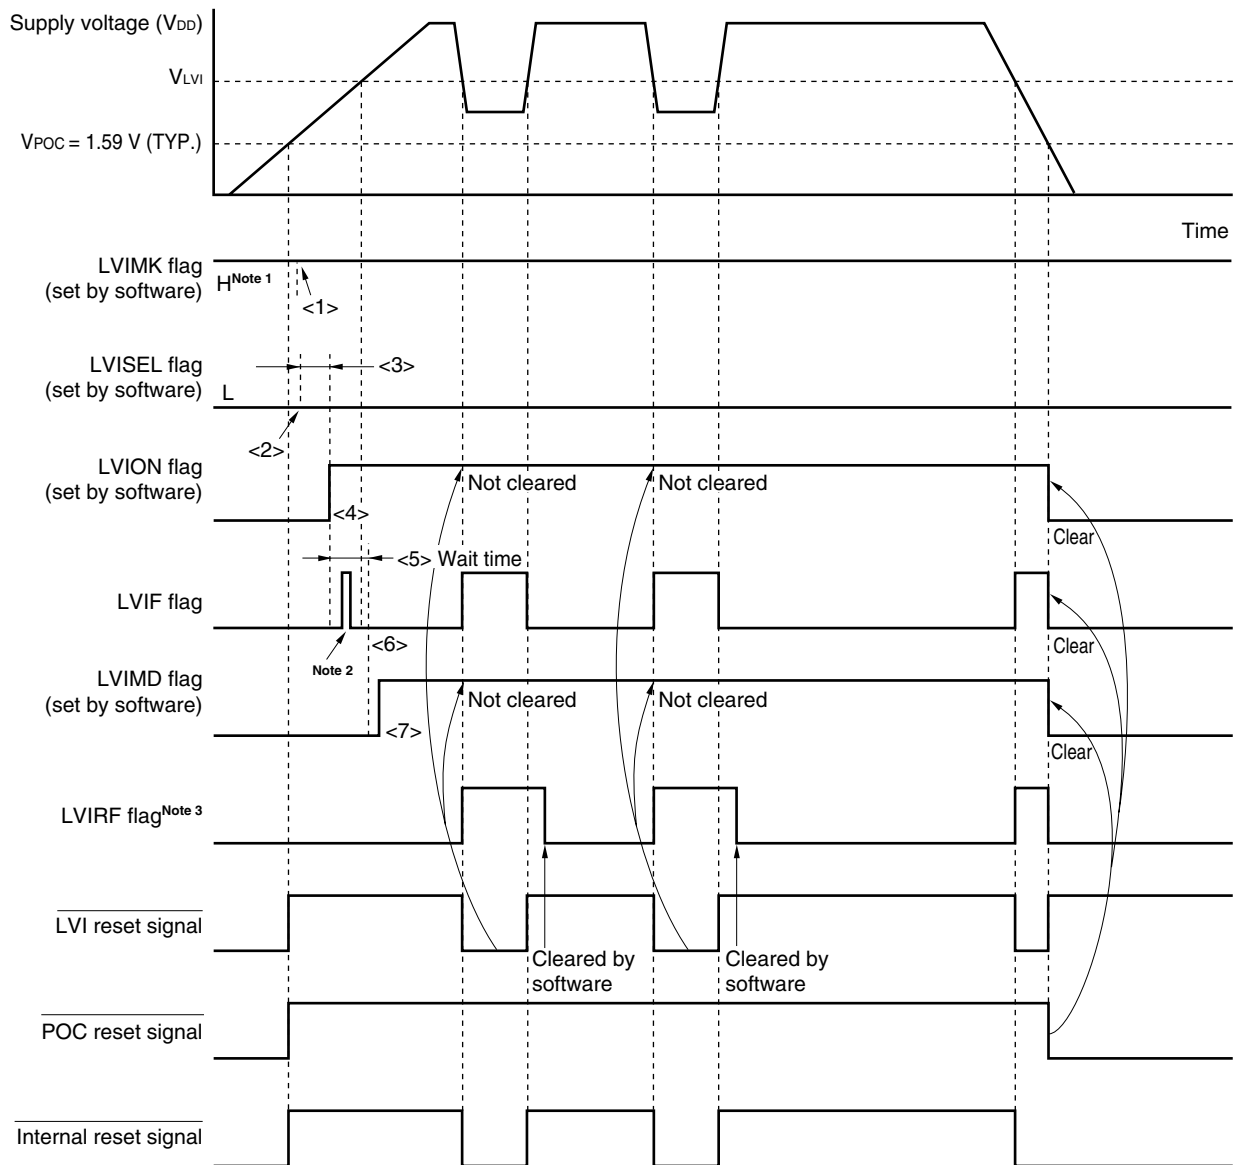 Supply voltage (VDD)
VLVI
VPOC = 1.59 V (TYP.)
Time
LVIMK flag
(set by software)
H Note 1
<1>
LVISEL flag
(set by software)
<3>
L
<2>
LVION flag
(set by software)
Not cleared
Not cleared
<4>
Clear
<5> Wait time
LVIF flag
<6>
Clear
Note 2
LVIMD flag
(set by software)
Not cleared
Not cleared
<7>
Clear
LVIRF flag Note 3
LVI reset signal
Cleared by
software
Cleared by
software
POC reset signal
Internal reset signal